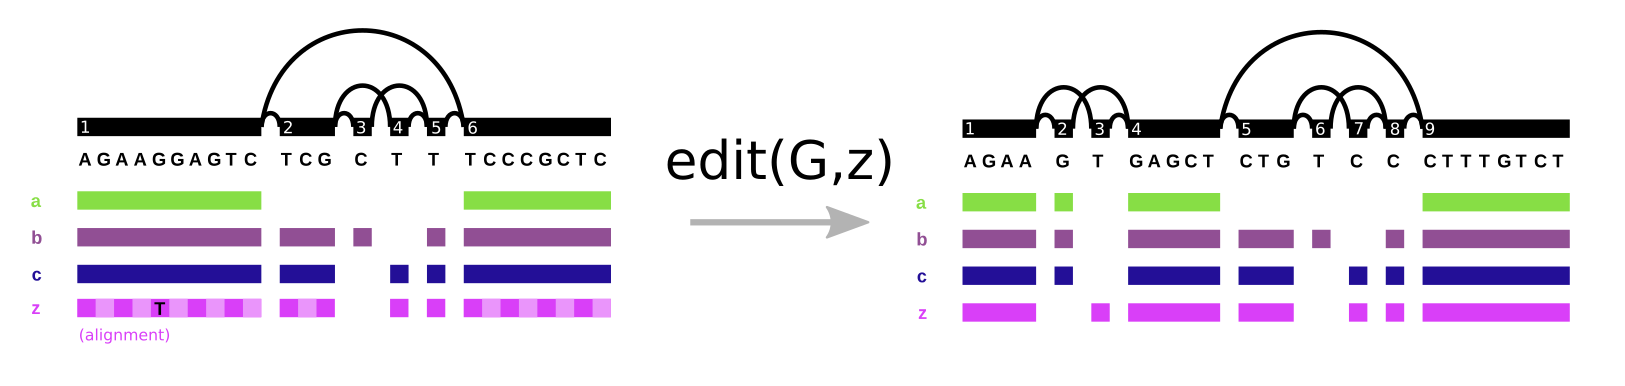 1 2 3 4 5 6
AGAAGGAGTC TCG C T T TCCCGCTC
a
b
c
z T
(alignment)
edit(G,z)
1 2 3 4 5 6 7 8 9
AGAA G T GAGCT CTG T C C CTTTGTCT
a
b
c
z